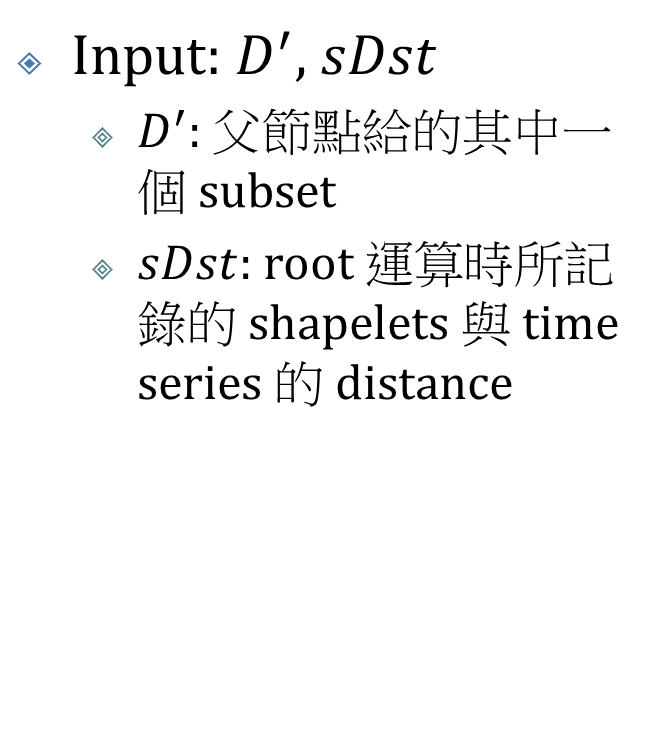 Input: D′, sDst
D′: 父節點給的其中一
個 subset
sDst: root 運算時所記
錄的 shapelets 與 time
series 的 distance